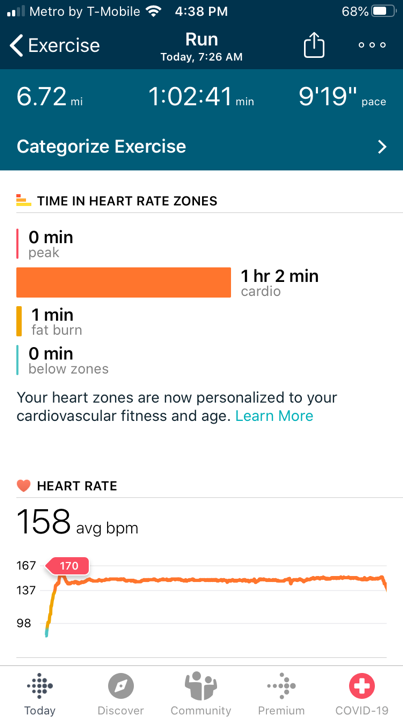 Metro by T-Mobile 4:38 PM 68%
Exercise
Run
Today, 7:26 AM
6.72 mi 1:02:41 min 9'19" pace
Categorize Exercise
TIME IN HEART RATE ZONES
0 min
peak
1 hr 2 min
cardio
1 min
fat burn
0 min
below zones
Your heart zones are now personalized to your
cardiovascular fitness and age. Learn More
HEART RATE
158 avg bpm
167
170
137
98
Today Discover Community Premium COVID-19